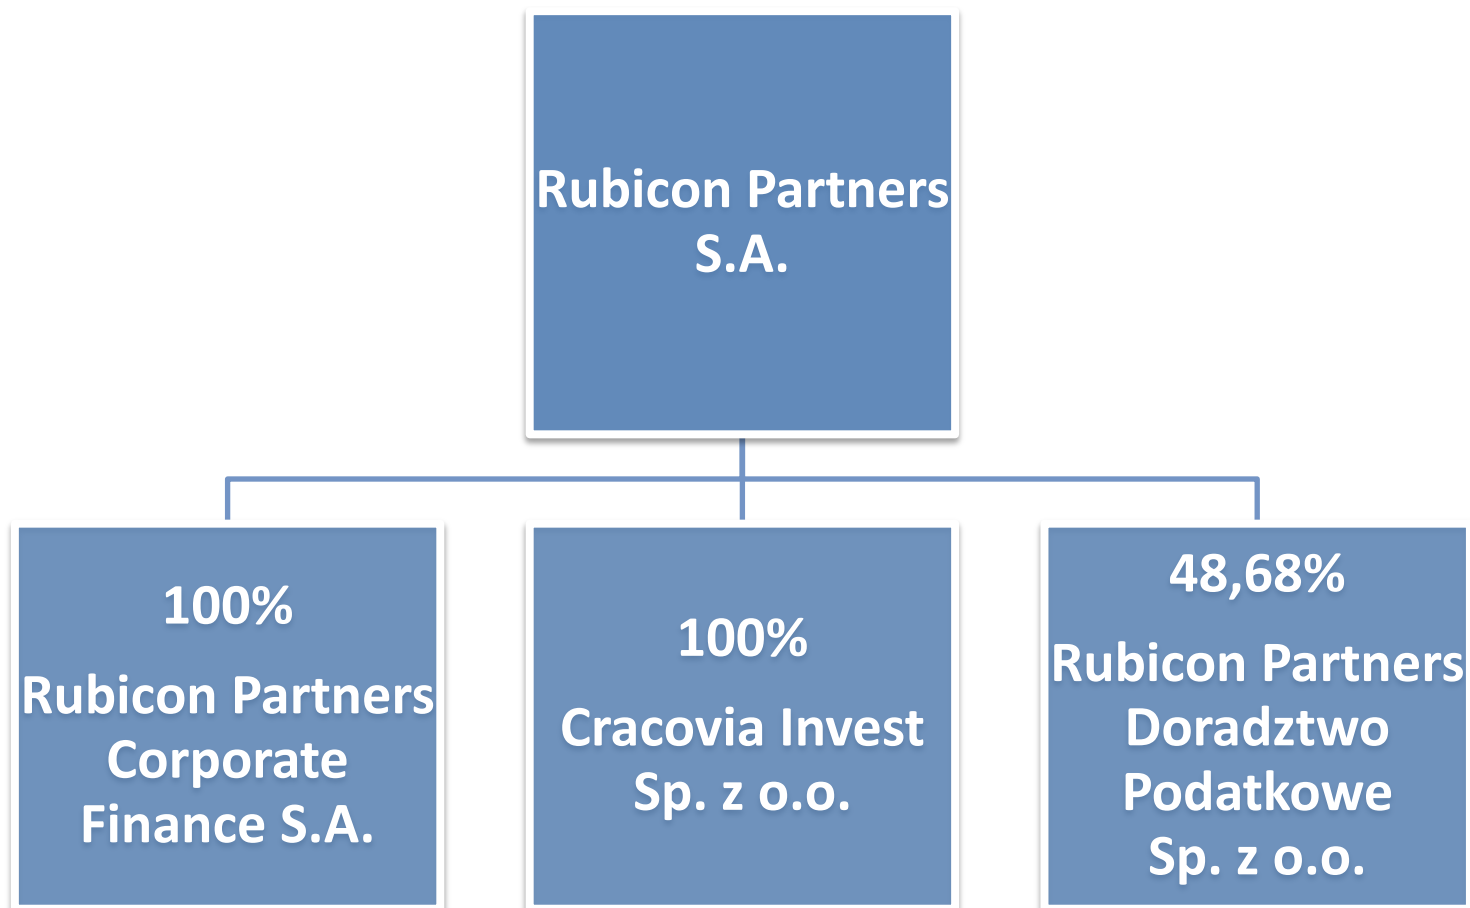 Rubicon Partners
S.A.
100%
Rubicon Partners
Corporate
Finance S.A.
100%
Cracovia Invest
Sp. z o.o.
48,68%
Rubicon Partners
Doradztwo
Podatkowe
Sp. z o.o.